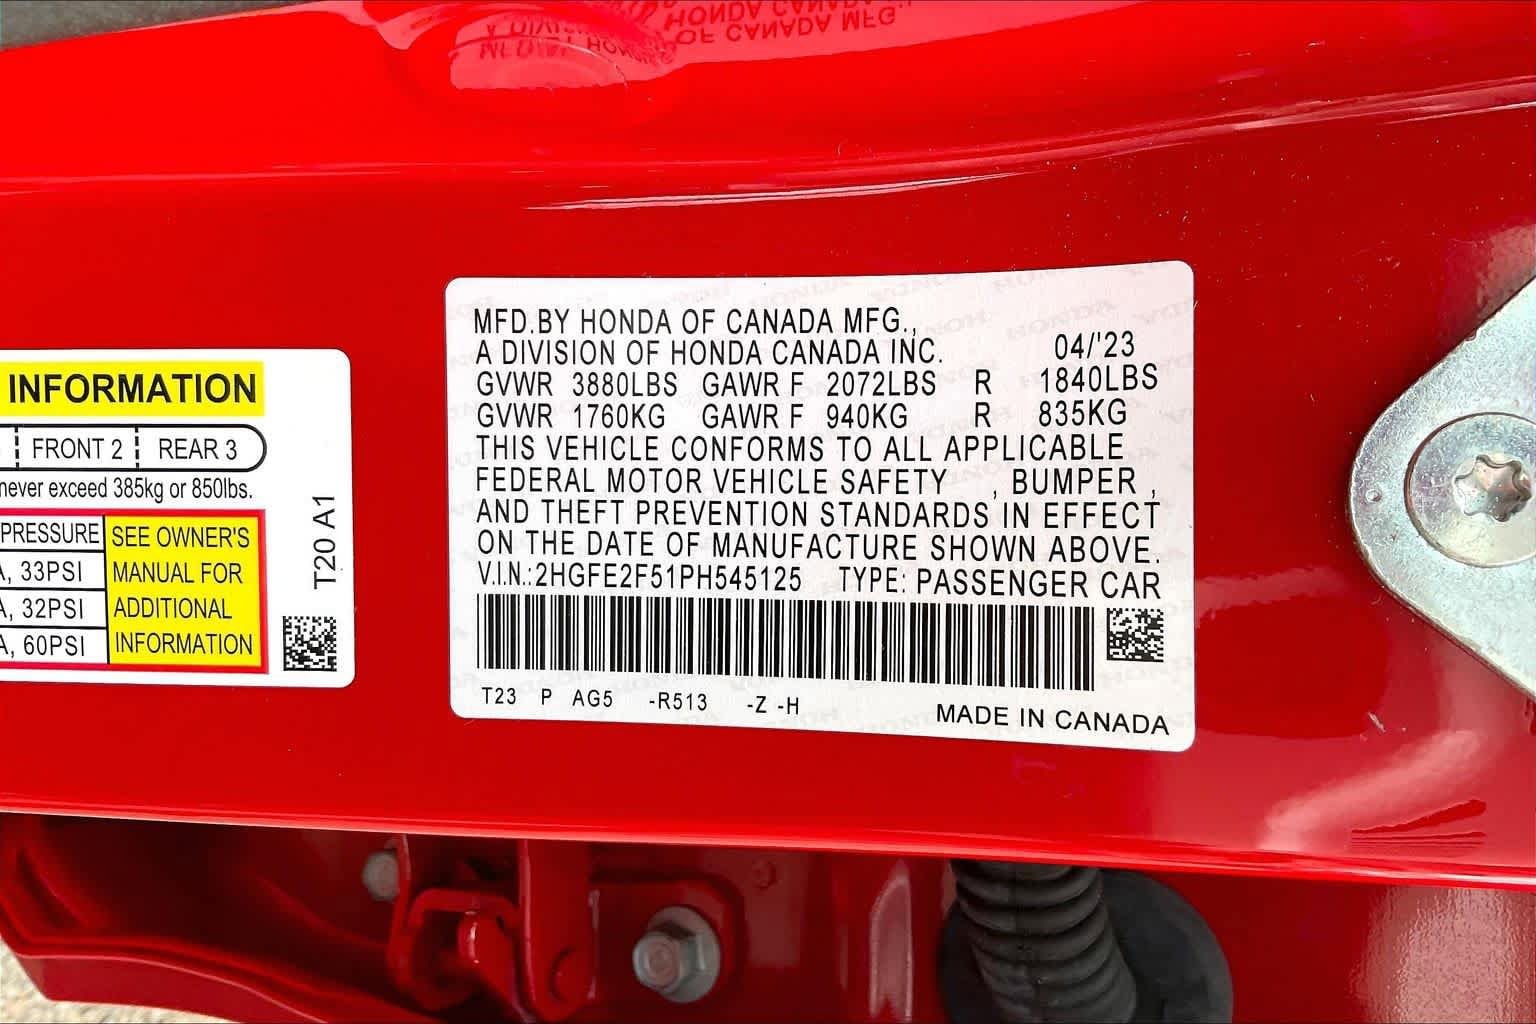 INFORMATION
FRONT 2 REAR 3
never exceed 385kg or 850lbs.
PRESSURE SEE OWNER'S
, 33PSI MANUAL FOR
, 32PSI ADDITIONAL
, 60PSI INFORMATION
T20 A1
MFD.BY HONDA OF CANADA MFG.,
A DIVISION OF HONDA CANADA INC. 04/'23
GVWR 3880LBS GAWR F 2072LBS R 1840LBS
GVWR 1760KG GAWR F 940KG R 835KG
THIS VEHICLE CONFORMS TO ALL APPLICABLE
FEDERAL MOTOR VEHICLE SAFETY , BUMPER ,
AND THEFT PREVENTION STANDARDS IN EFFECT
ON THE DATE OF MANUFACTURE SHOWN ABOVE.
V.I.N.:2HGFE2F51PH545125 TYPE: PASSENGER CAR
T23 P AG5 -R513 -Z -H
MADE IN CANADA